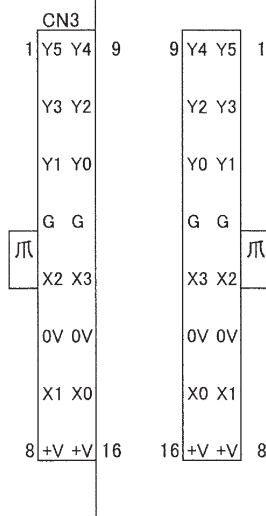 CN3
1 Y5 Y4 9 9 Y4 Y5 1
Y3 Y2 Y2 Y3
Y1 Y0 Y0 Y1
G G G G
爪 爪
X2 X3 X3 X2
0V 0V 0V 0V
X1 X0 X0 X1
8 +V +V 16 16 +V +V 8